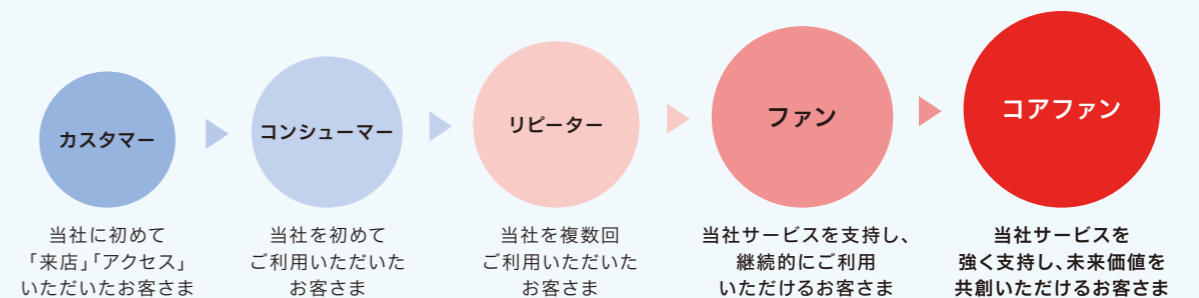 カスタマー
当社に初めて
「来店」「アクセス」
いただいたお客さま
コンシューマー
当社を初めて
ご利用いただいた
お客さま
リピーター
当社を複数回
ご利用いただいた
お客さま
ファン
当社サービスを支持し、
継続的にご利用
いただけるお客さま
コアファン
当社サービスを
強く支持し、未来価値を
共創いただけるお客さま